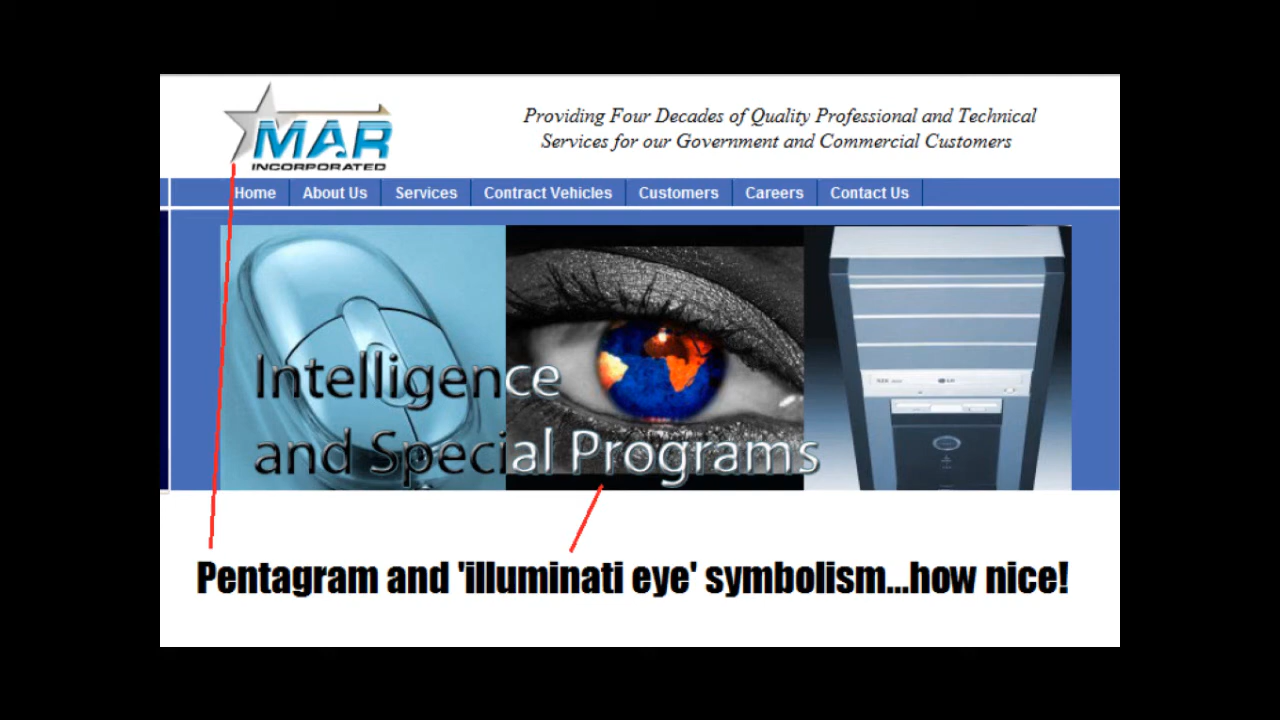 MAR
INCORPORATED
Providing Four Decades of Quality Professional and Technical
Services for our Government and Commercial Customers
Home About Us Services Contract Vehicles Customers Careers Contact Us
Intelligence
and Special Programs
Pentagram and 'illuminati eye' symbolism...how nice!